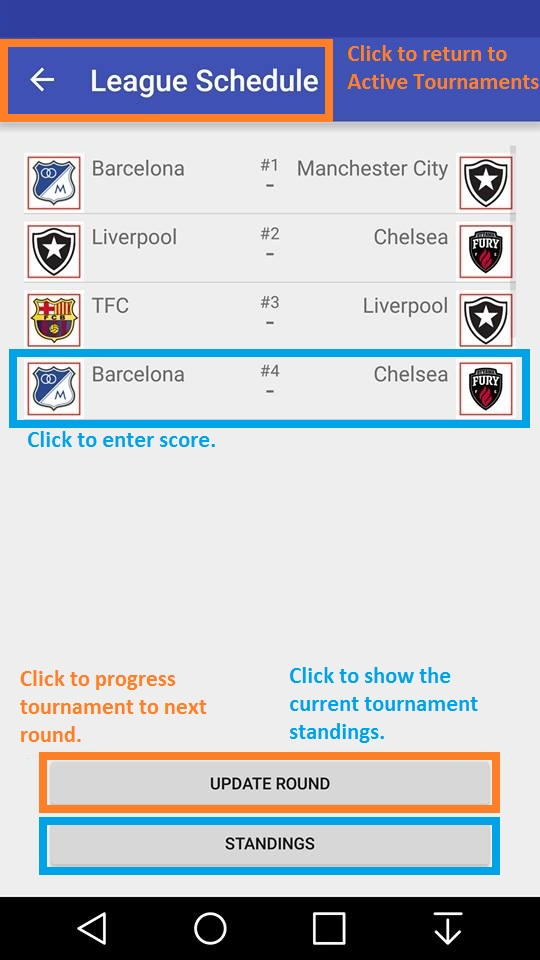 Click to return to
Active Tournaments
League Schedule
Barcelona #1 Manchester City
-
M
Liverpool #2 Chelsea
-
FURY
TFC #3 Liverpool
-
FCB
Barcelona #4 Chelsea
-
M
FURY
Click to enter score.
Click to progress
tournament to next
round.
Click to show the
current tournament
standings.
UPDATE ROUND
STANDINGS